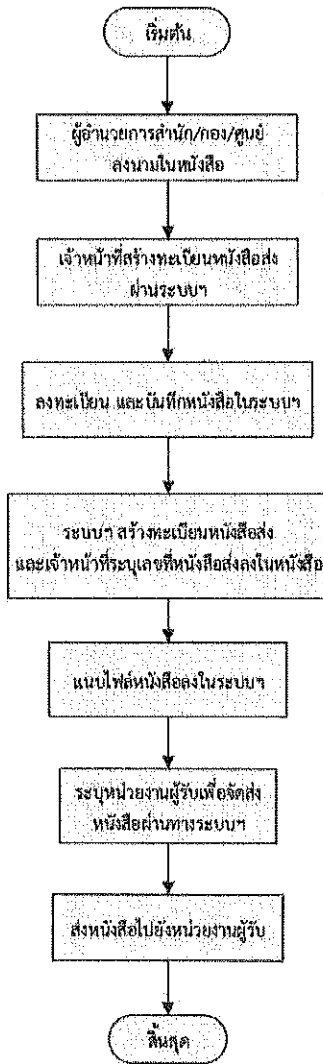 เริ่มต้น
ผู้อำนวยการสำนัก/กอง/ศูนย์
ลงนามในหนังสือ
เจ้าหน้าที่สร้างทะเบียนหนังสือส่ง
ผ่านระบบฯ
ลงทะเบียน และบันทึกหนังสือในระบบฯ
ระบบฯ สร้างทะเบียนหนังสือส่ง
และเจ้าหน้าที่ระบุเลขที่หนังสือส่งลงในหนังสือ
แนบไฟล์หนังสือลงในระบบฯ
ระบุหน่วยงานผู้รับเพื่อจัดส่ง
หนังสือผ่านทางระบบฯ
ส่งหนังสือไปยังหน่วยงานผู้รับ
สิ้นสุด